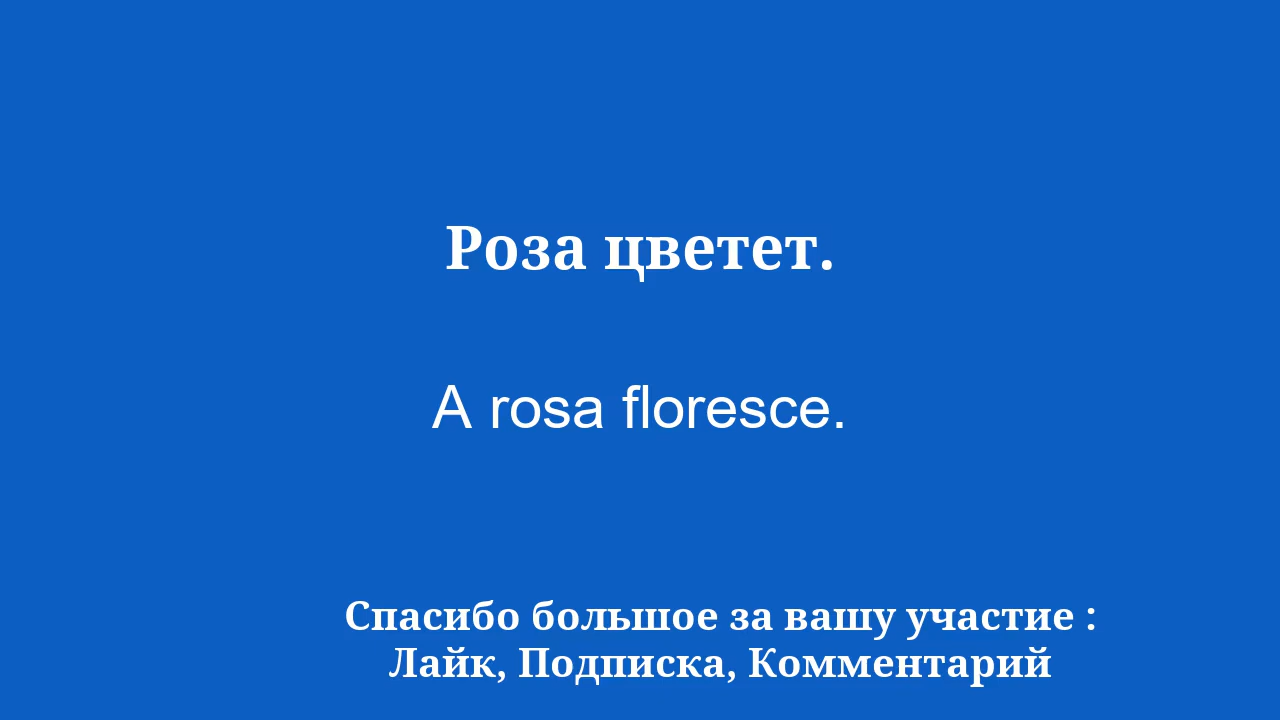 Роза цветет.
A rosa floresce.
Спасибо большое за вашу участие :
Лайк, Подписка, Комментарий